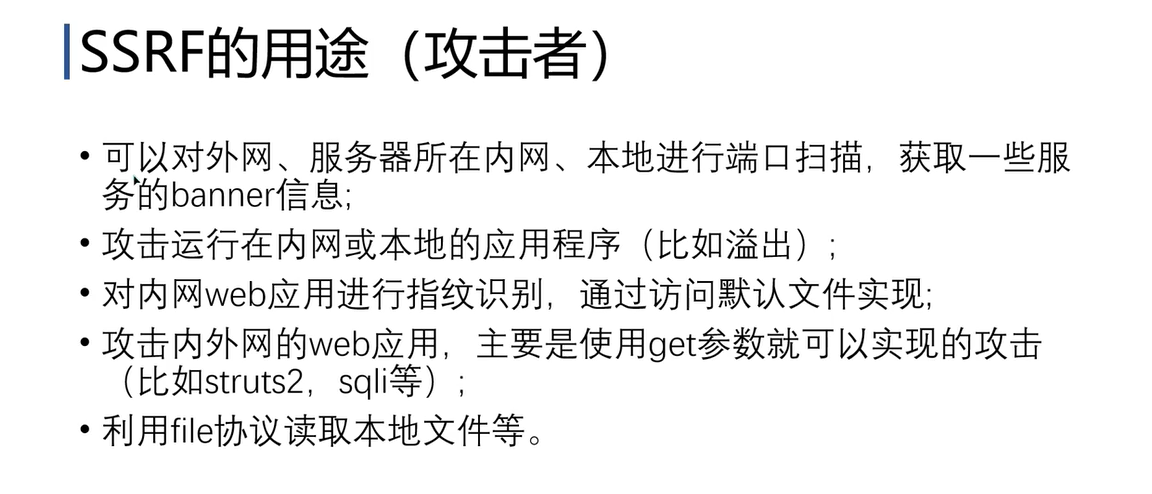 SSRF的用途（攻击者）
• 可以对外网、服务器所在内网、本地进行端口扫描，获取一些服
务的banner信息;
• 攻击运行在内网或本地的应用程序（比如溢出）;
• 对内网web应用进行指纹识别，通过访问默认文件实现;
• 攻击内外网的web应用，主要是使用get参数就可以实现的攻击
（比如struts2，sqli等）;
• 利用file协议读取本地文件等。